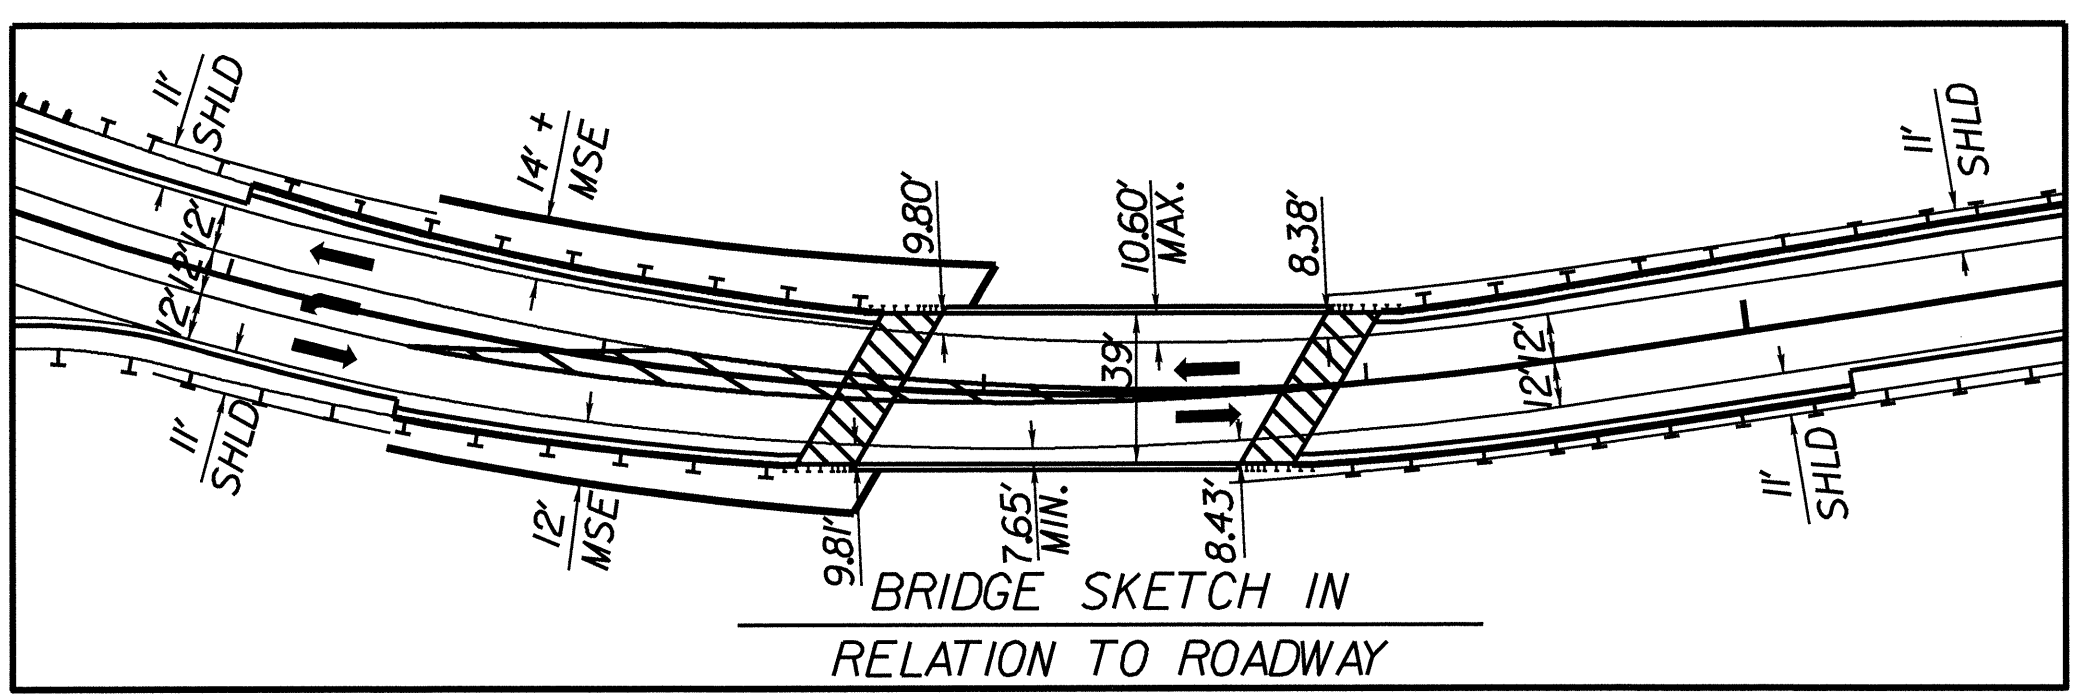 11'
SHLD
14' +
MSE
9.80'
10.60'
MAX.
8.38'
11'
SHLD
12'
12'
12'
39'
12'
12'
11'
SHLD
12'
MSE
9.81'
7.65'
MIN.
8.43'
11'
SHLD
BRIDGE SKETCH IN
RELATION TO ROADWAY